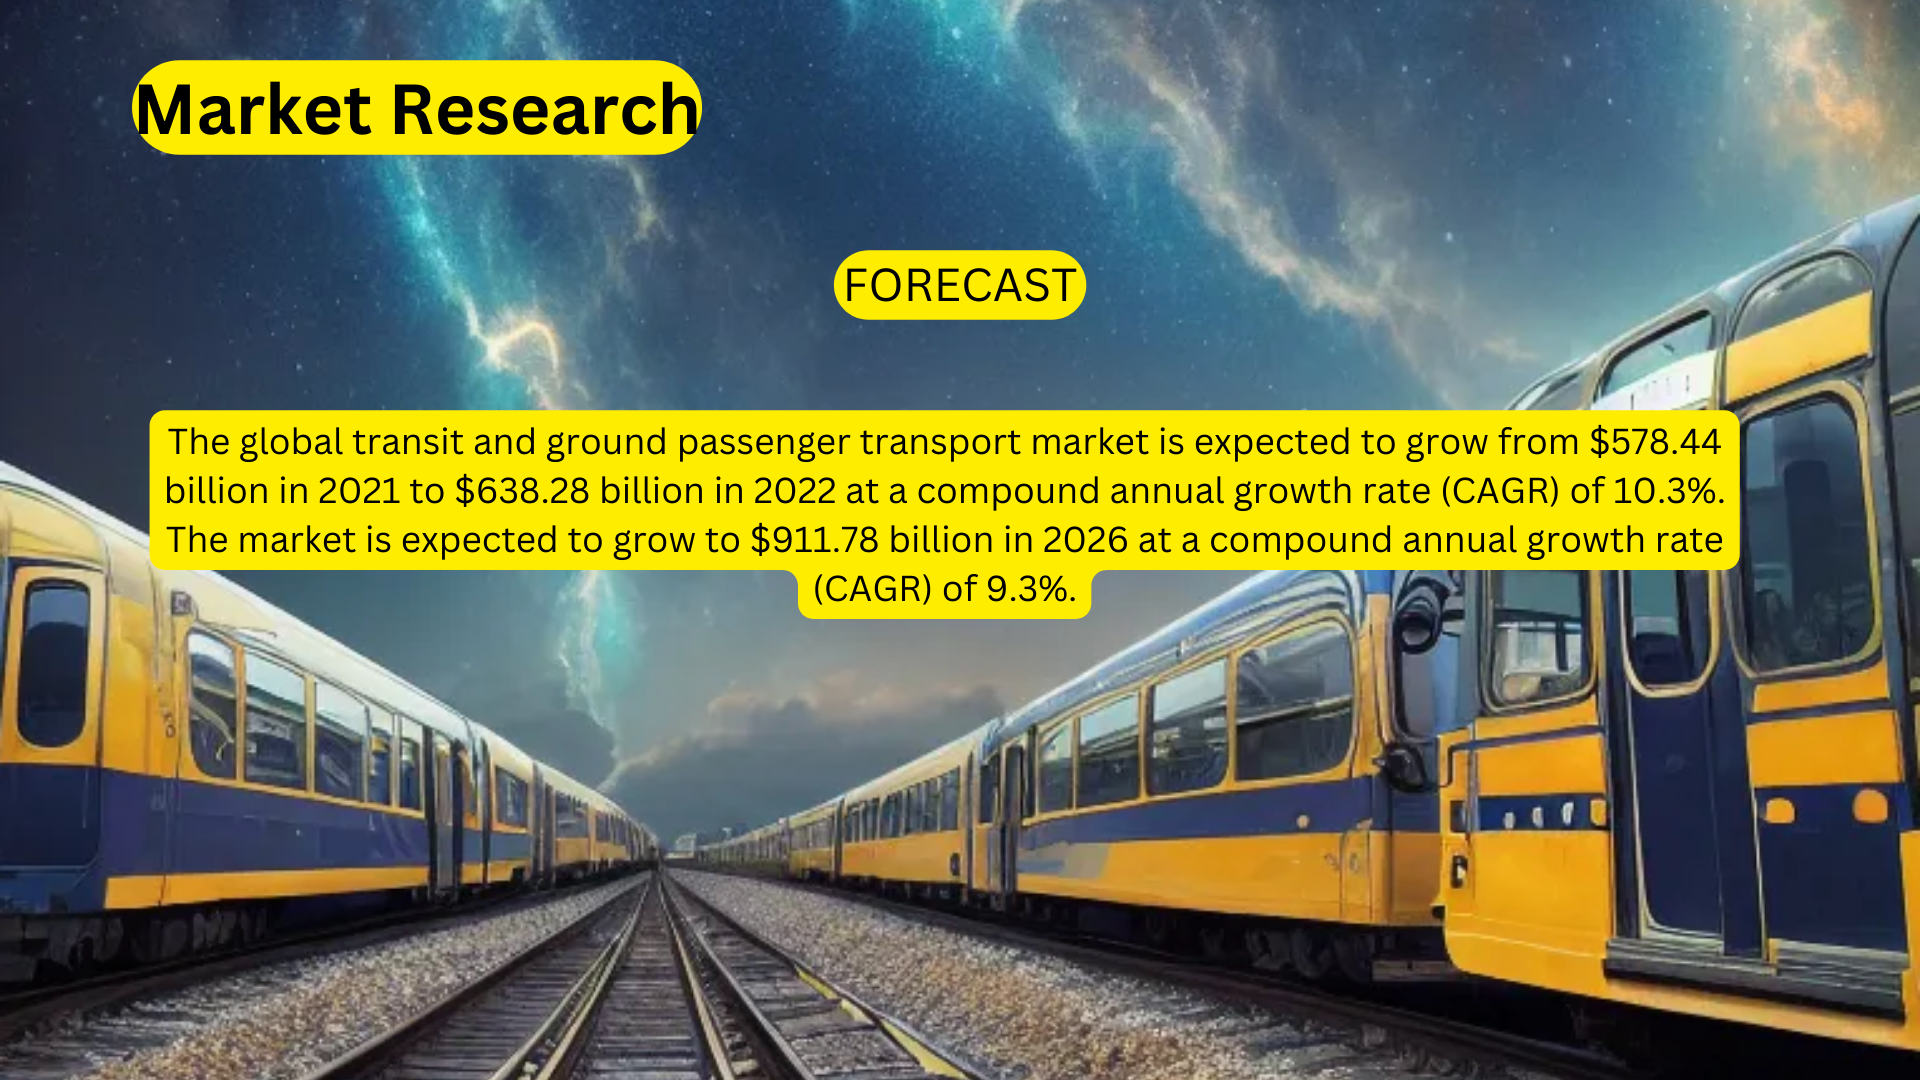 Market Research
FORECAST
The global transit and ground passenger transport market is expected to grow from $578.44
billion in 2021 to $638.28 billion in 2022 at a compound annual growth rate (CAGR) of 10.3%.
The market is expected to grow to $911.78 billion in 2026 at a compound annual growth rate
(CAGR) of 9.3%.